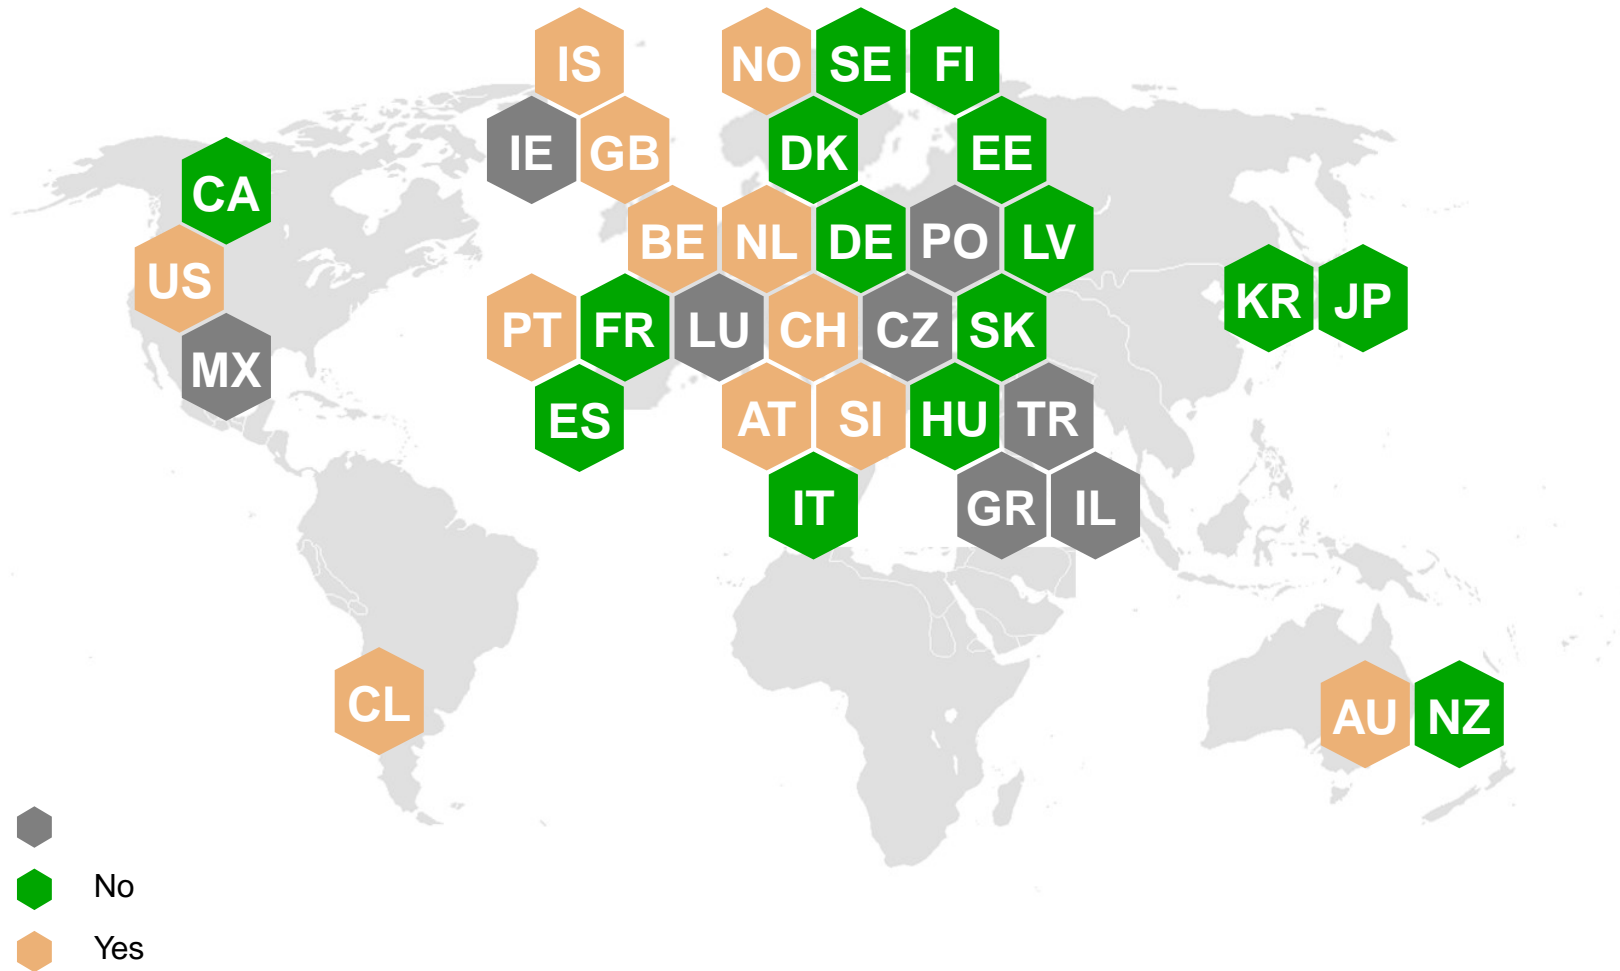 IS NO SE FI
IE GB DK EE
CA
BE NL DE PO LV
US KR JP
PT FR LU CH CZ SK
MX
ES AT SI HU TR
IT GR IL
CL
AU NZ
No
Yes